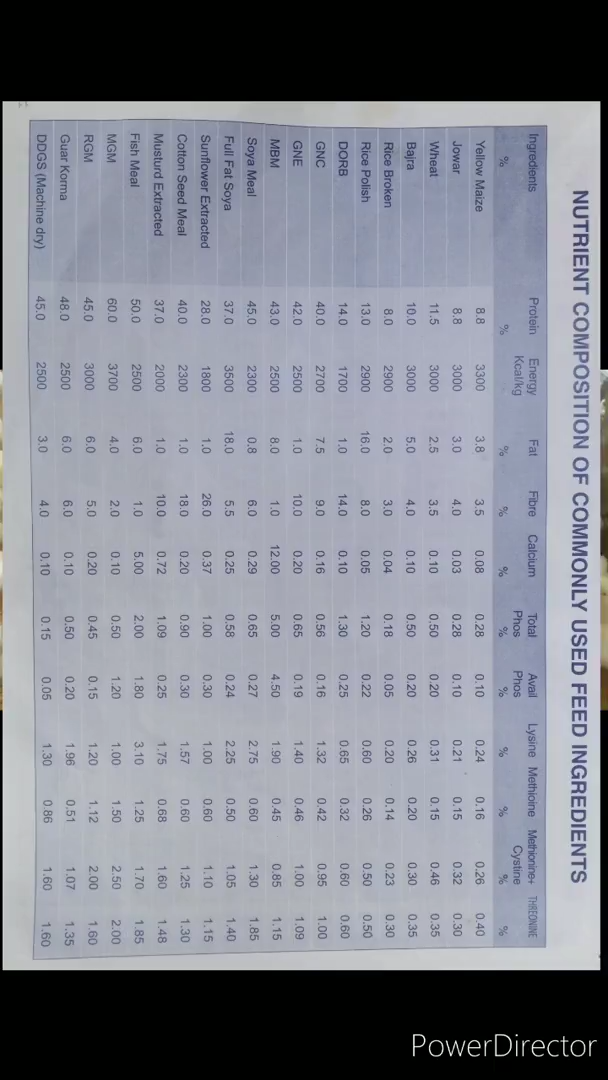 NUTRIENT COMPOSITION OF COMMONLY USED FEED INGREDIENTS
Ingredients Protein Energy Fat Fibre Calcium Total Avail Lysine Methioine Methionine+ THREONINE
Kcal/kg Phos Phos Cystine
% % % % % % % % % % %
Yellow Maize 8.8 3300 3.8 3.5 0.08 0.28 0.10 0.24 0.16 0.26 0.40
Jowar 8.8 3000 3.0 4.0 0.03 0.28 0.10 0.21 0.15 0.32 0.30
Wheat 11.5 3000 2.5 3.5 0.10 0.50 0.20 0.31 0.15 0.46 0.35
Bajra 10.0 3000 5.0 4.0 0.10 0.50 0.20 0.26 0.20 0.30 0.35
Rice Broken 8.0 2900 2.0 3.0 0.04 0.18 0.05 0.20 0.14 0.23 0.30
Rice Polish 13.0 2900 16.0 8.0 0.05 1.20 0.22 0.60 0.26 0.50 0.50
DORB 14.0 1700 1.0 14.0 0.10 1.30 0.25 0.65 0.32 0.60 0.60
GNC 40.0 2700 7.5 9.0 0.16 0.56 0.16 1.32 0.42 0.95 1.00
GNE 42.0 2500 1.0 10.0 0.20 0.65 0.19 1.40 0.46 1.00 1.09
MBM 43.0 2500 8.0 1.0 12.00 5.00 4.50 1.90 0.45 0.85 1.15
Soya Meal 45.0 2300 0.8 6.0 0.29 0.65 0.27 2.75 0.60 1.30 1.85
Full Fat Soya 37.0 3500 18.0 5.5 0.25 0.58 0.24 2.25 0.50 1.05 1.40
Sunflower Extracted 28.0 1800 1.0 26.0 0.37 1.00 0.30 1.00 0.60 1.10 1.15
Cotton Seed Meal 40.0 2300 1.0 18.0 0.20 0.90 0.30 1.57 0.60 1.25 1.30
Musturd Extracted 37.0 2000 1.0 10.0 0.72 1.09 0.25 1.75 0.68 1.60 1.48
Fish Meal 50.0 2500 6.0 1.0 5.00 2.00 1.80 3.10 1.25 1.70 1.85
MGM 60.0 3700 4.0 2.0 0.10 0.50 1.20 1.00 1.50 2.50 2.00
RGM 45.0 3000 6.0 5.0 0.20 0.45 0.15 1.20 1.12 2.00 1.60
Guar Korma 48.0 2500 6.0 6.0 0.10 0.50 0.20 1.96 0.51 1.07 1.35
DDGS (Machine dry) 45.0 2500 3.0 4.0 0.10 0.15 0.05 1.30 0.86 1.60 1.60
PowerDirector